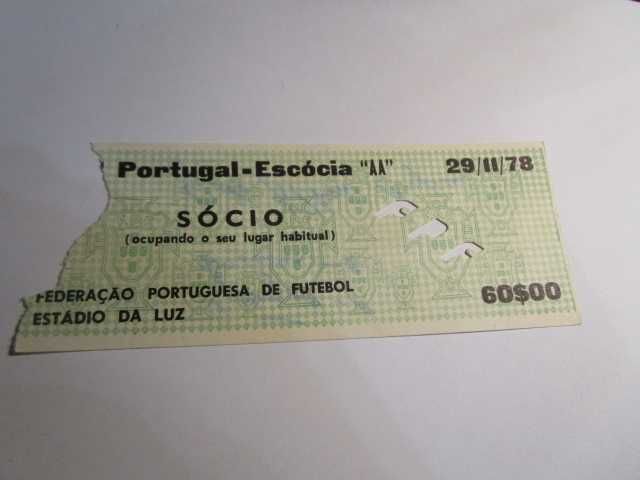 Portugal-Escócia "AA" 29/11/78
SÓCIO
(ocupando o seu lugar habitual)
FPF
FEDERAÇÃO PORTUGUESA DE FUTEBOL
ESTÁDIO DA LUZ
60$00